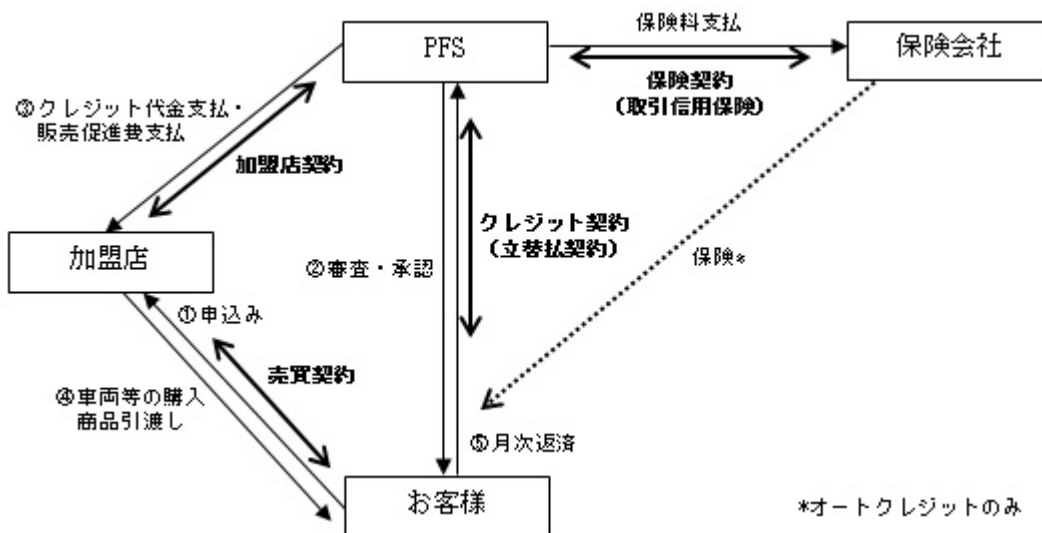 PFS
保険料支払
保険会社
保険契約
(取引信用保険)
③クレジット代金支払・
販売促進費支払
加盟店契約
クレジット契約
(立替払契約)
加盟店
②審査・承認
保険*
①申込み
売買契約
④車両等の購入
商品引渡し
⑤月次返済
お客様
*オートクレジットのみ